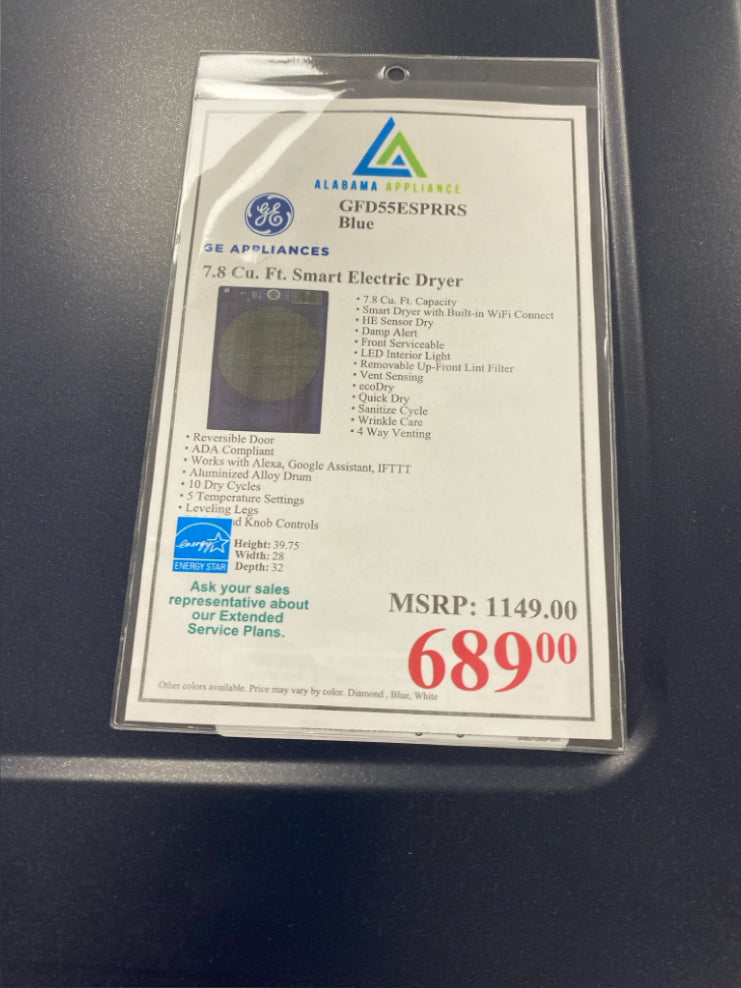 ALABAMA APPLIANCE
GE
GE APPLIANCES
GFD55ESPRRS
Blue
7.8 Cu. Ft. Smart Electric Dryer
• 7.8 Cu. Ft. Capacity
• Smart Dryer with Built-in WiFi Connect
• HE Sensor Dry
• Damp Alert
• Front Serviceable
• LED Interior Light
• Removable Up-Front Lint Filter
• Vent Sensing
• ecoDry
• Quick Dry
• Sanitize Cycle
• Wrinkle Care
• 4 Way Venting
• Reversible Door
• ADA Compliant
• Works with Alexa, Google Assistant, IFTTT
• Aluminized Alloy Drum
• 10 Dry Cycles
• 5 Temperature Settings
• Leveling Legs
Knob Controls
energy
ENERGY STAR
Height: 39.75
Width: 28
Depth: 32
Ask your sales
representative about
our Extended
Service Plans.
MSRP: 1149.00
68900
Other colors available. Price may vary by color. Diamond , Blue, White